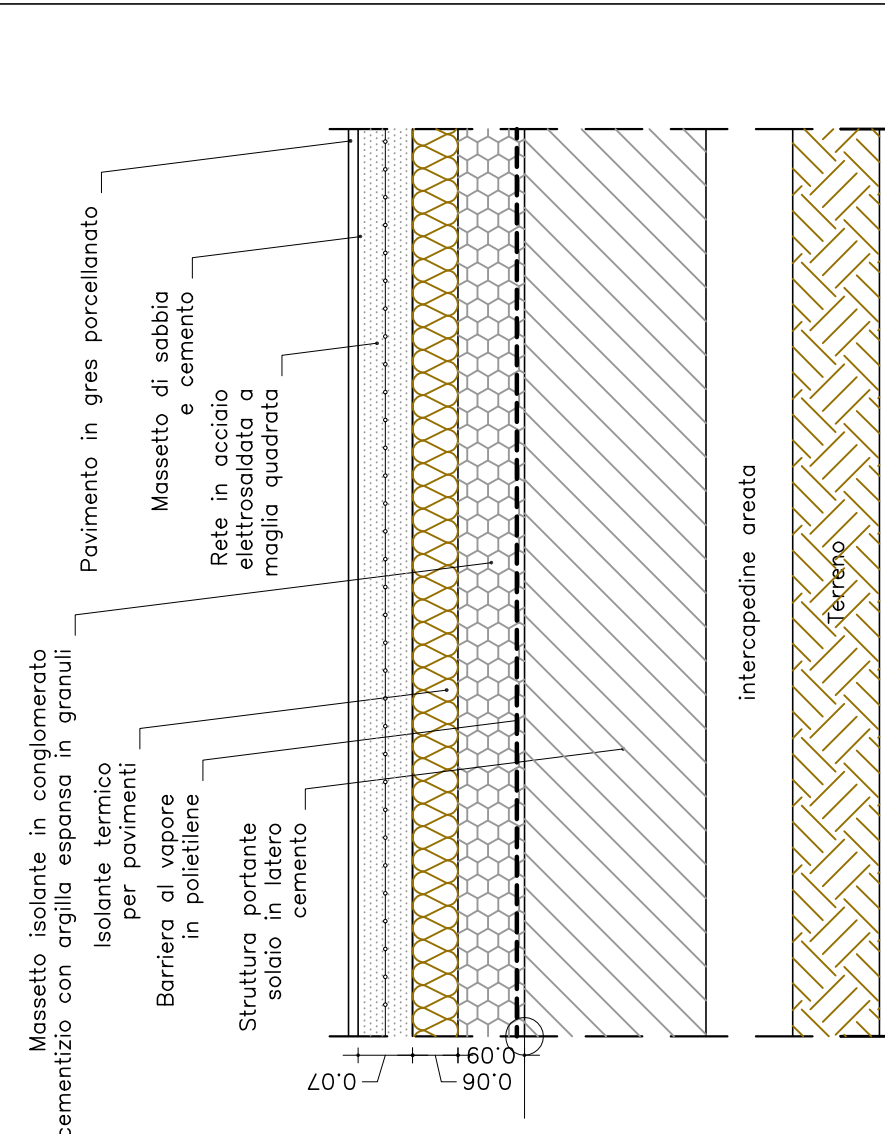 Pavimento in gres porcellanato
Massetto di sabbia
e cemento
Rete in acciaio
elettrosaldata a
maglia quadrata
Massetto isolante in conglomerato
cementizio con argilla espansa in granuli
Isolante termico
per pavimenti
Barriera al vapore
in polietilene
Struttura portante
solaio in latero
cemento
intercapedine areata
Terreno
0.07
0.06
0.09